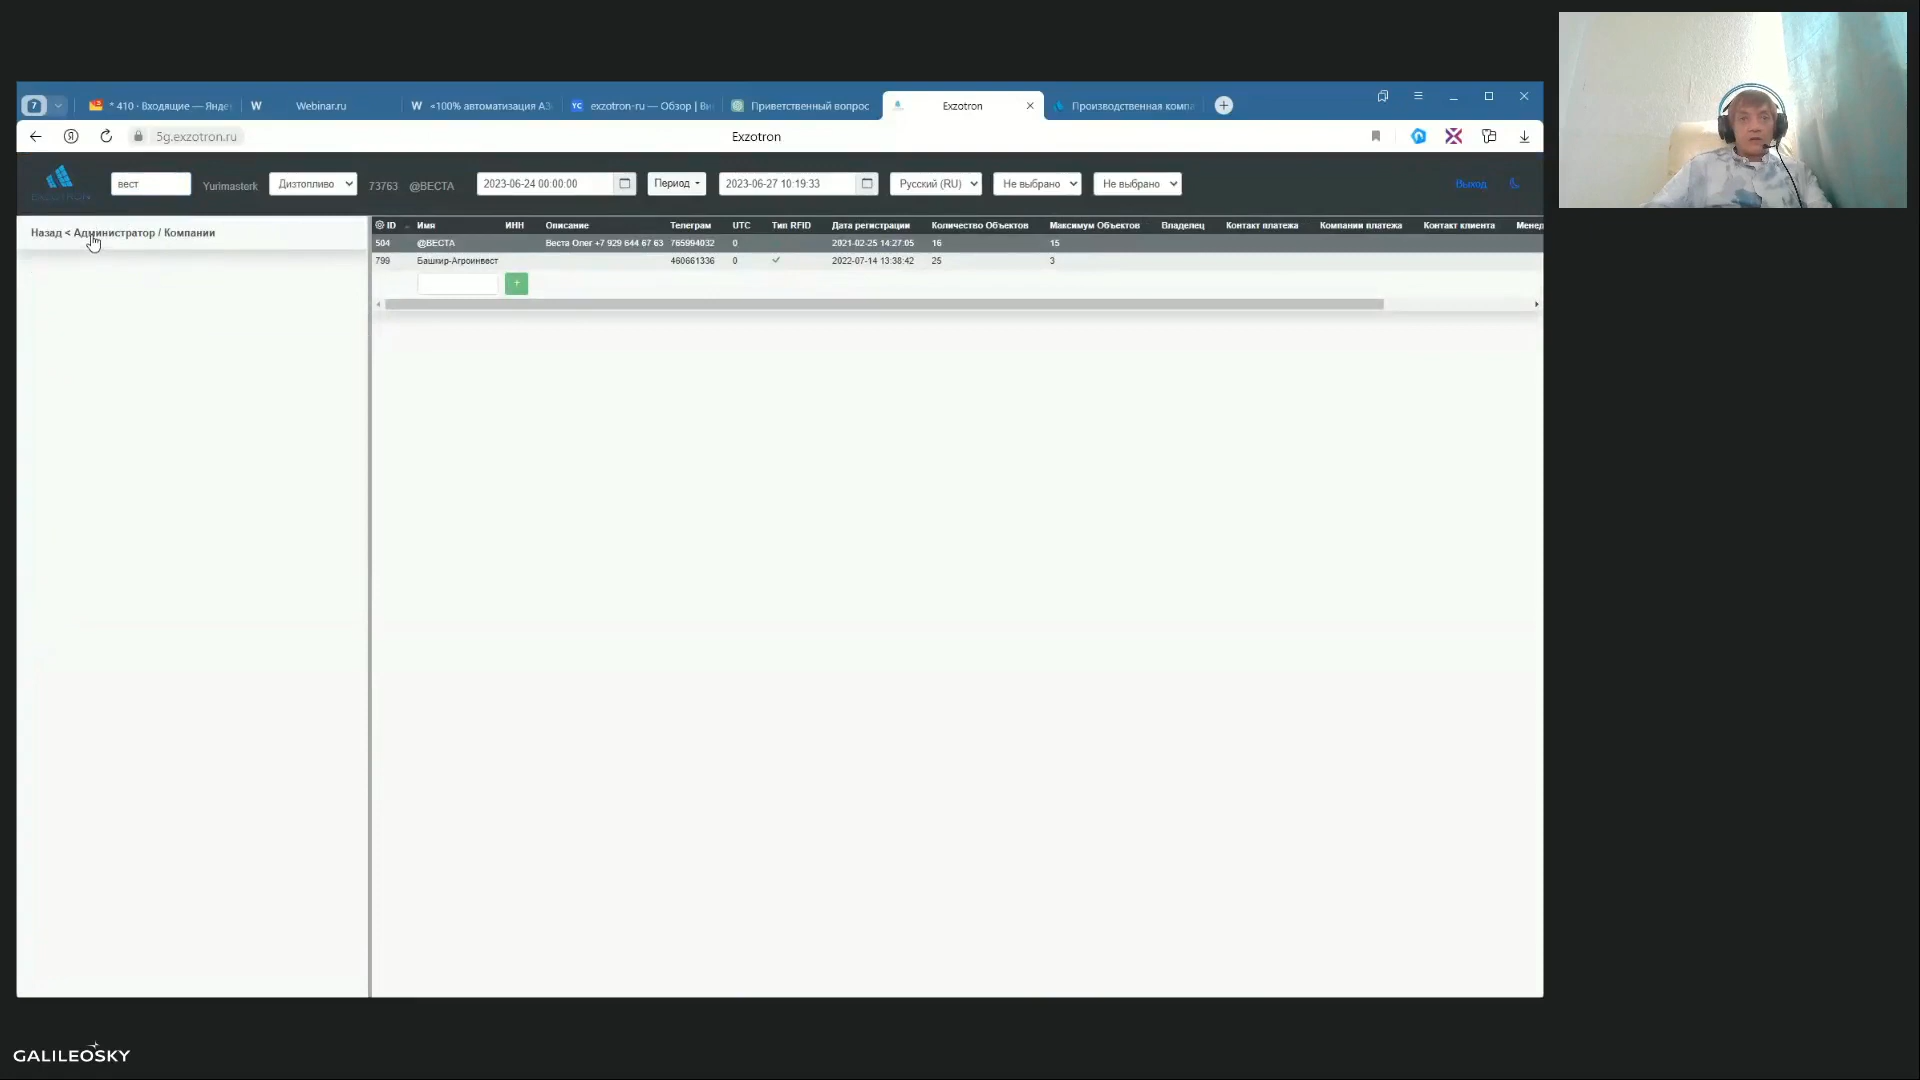 7
* 410 · Входящие — Янде
W
Webinar.ru
W
«100% автоматизация АЗ
YC
exzotron-ru — Обзор | Ви
Приветственный вопрос
Exzotron
Производственная компа
5g.exzotron.ru
Exzotron
вест
Yurimasterk
Дизтопливо
73763
@ВЕСТА
2023-06-24 00:00:00
Период
2023-06-27 10:19:33
Русский (RU)
Не выбрано
Не выбрано
Выход
Назад < Администратор / Компании
ID Имя ИНН Описание Телеграм UTC Тип RFID Дата регистрации Количество Объектов Максимум Объектов Владелец Контакт платежа Компании платежа Контакт клиента Менед
504 @ВЕСТА Веста Олег +7 929 644 67 63 765994032 0 2021-02-25 14:27:05 16 15
799 Башкир-Агроинвест 460661336 0 2022-07-14 13:38:42 25 3
+
GALILEOSKY